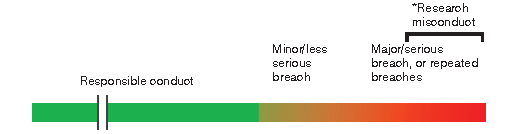 *Research
misconduct
Minor/less
serious
breach
Major/serious
breach, or repeated
breaches
Responsible conduct